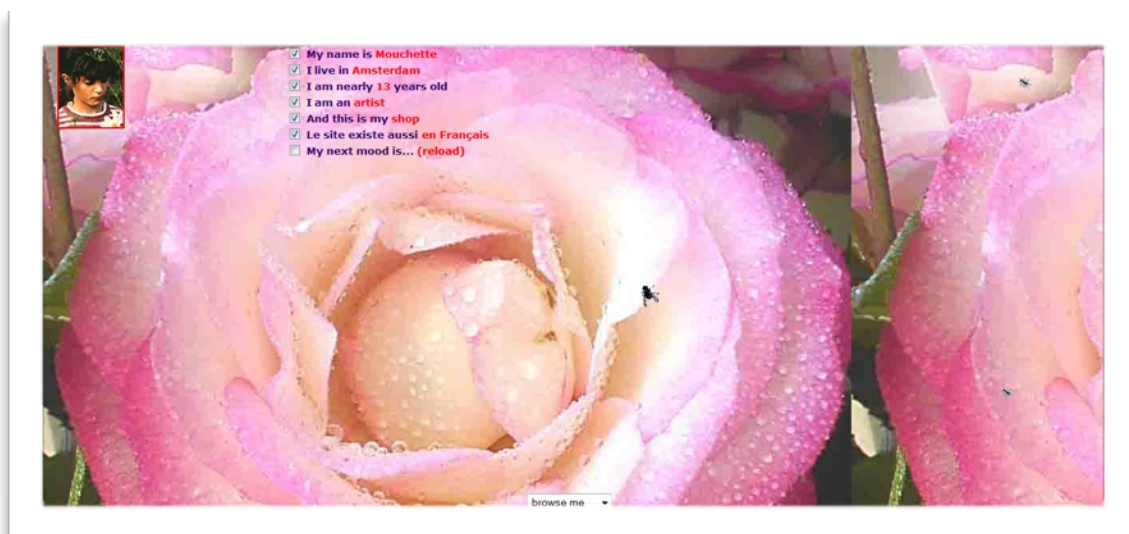 My name is Mouchette
I live in Amsterdam
I am nearly 13 years old
I am an artist
And this is my shop
Le site existe aussi en Français
My next mood is... (reload)
browse me